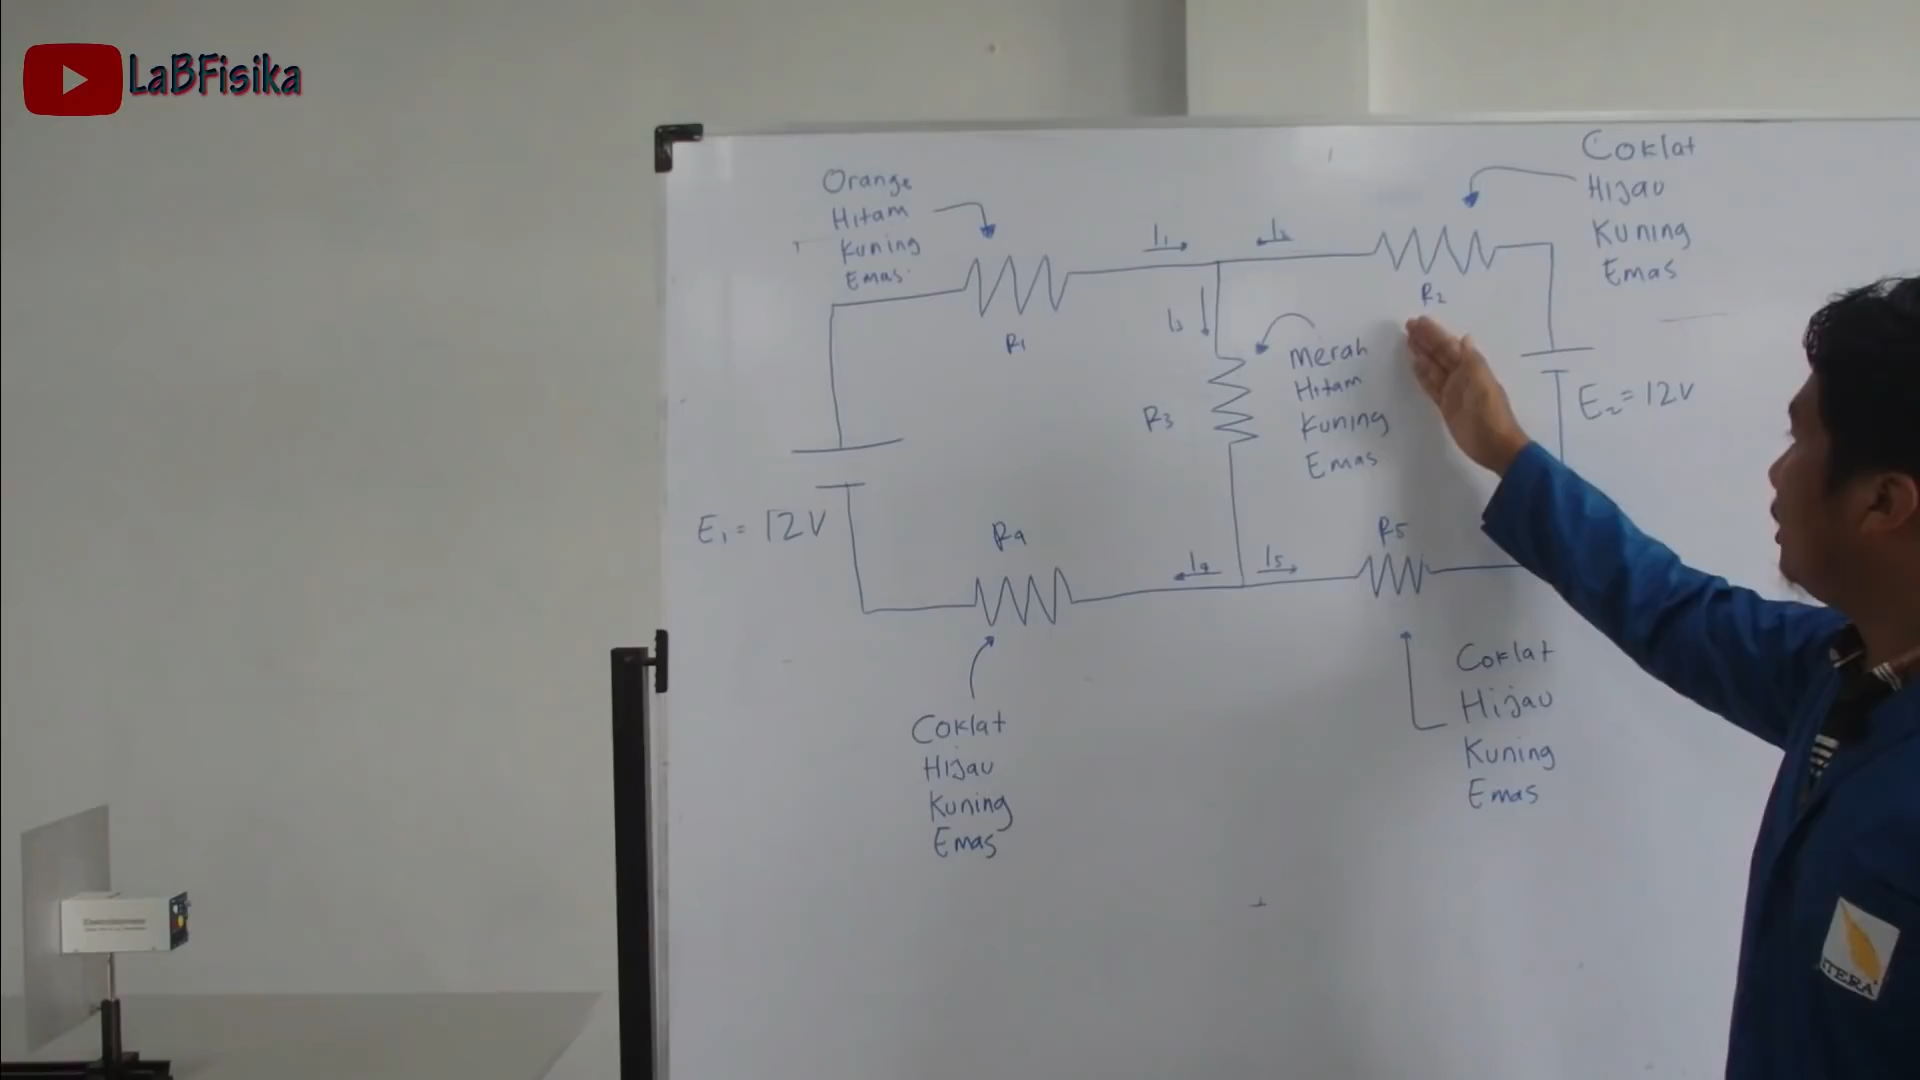 LaBFisika
Orange
Hitam
Kuning
Emas
R1
I1
I2
Coklat
Hijau
Kuning
Emas
R2
I3
R3
Merah
Hitam
Kuning
Emas
E1 = 12V
E2 = 12V
R4
I4
I5
R5
Coklat
Hijau
Kuning
Emas
Coklat
Hijau
Kuning
Emas
ITERA